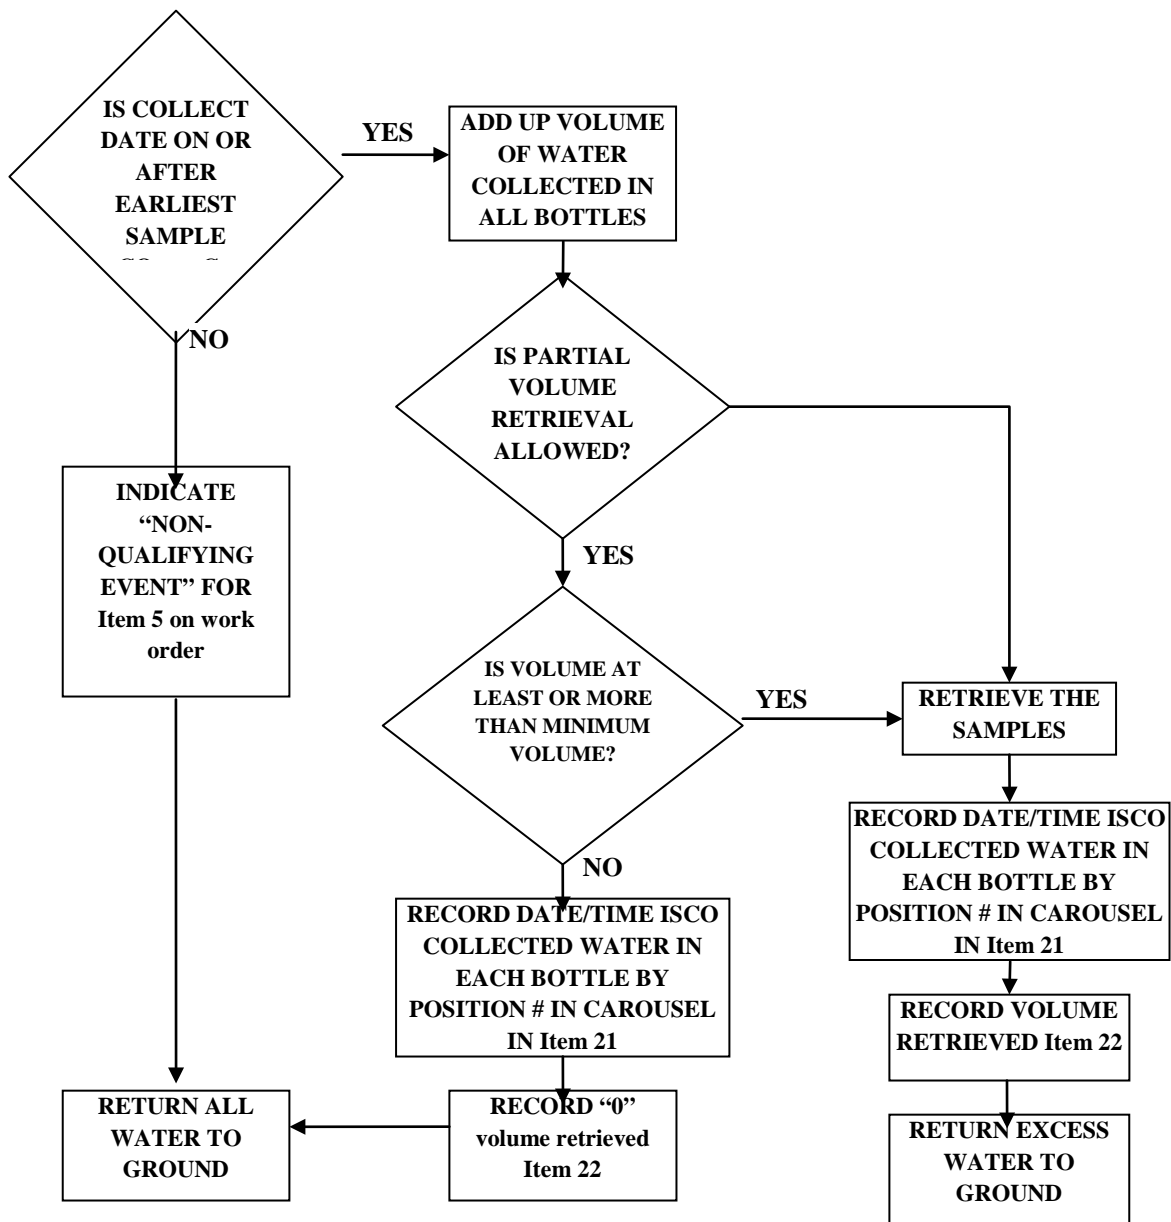 IS COLLECT
DATE ON OR
AFTER
EARLIEST
SAMPLE
YES
ADD UP VOLUME
OF WATER
COLLECTED IN
ALL BOTTLES
NO
IS PARTIAL
VOLUME
RETRIEVAL
ALLOWED?
INDICATE
“NON-
QUALIFYING
EVENT” FOR
Item 5 on work
order
YES
IS VOLUME AT
LEAST OR MORE
THAN MINIMUM
VOLUME?
YES
RETRIEVE THE
SAMPLES
NO
RECORD DATE/TIME ISCO
COLLECTED WATER IN
EACH BOTTLE BY
POSITION # IN CAROUSEL
IN Item 21
RECORD DATE/TIME ISCO
COLLECTED WATER IN
EACH BOTTLE BY
POSITION # IN CAROUSEL
IN Item 21
RECORD VOLUME
RETRIEVED Item 22
RETURN ALL
WATER TO
GROUND
RECORD “0”
volume retrieved
Item 22
RETURN EXCESS
WATER TO
GROUND